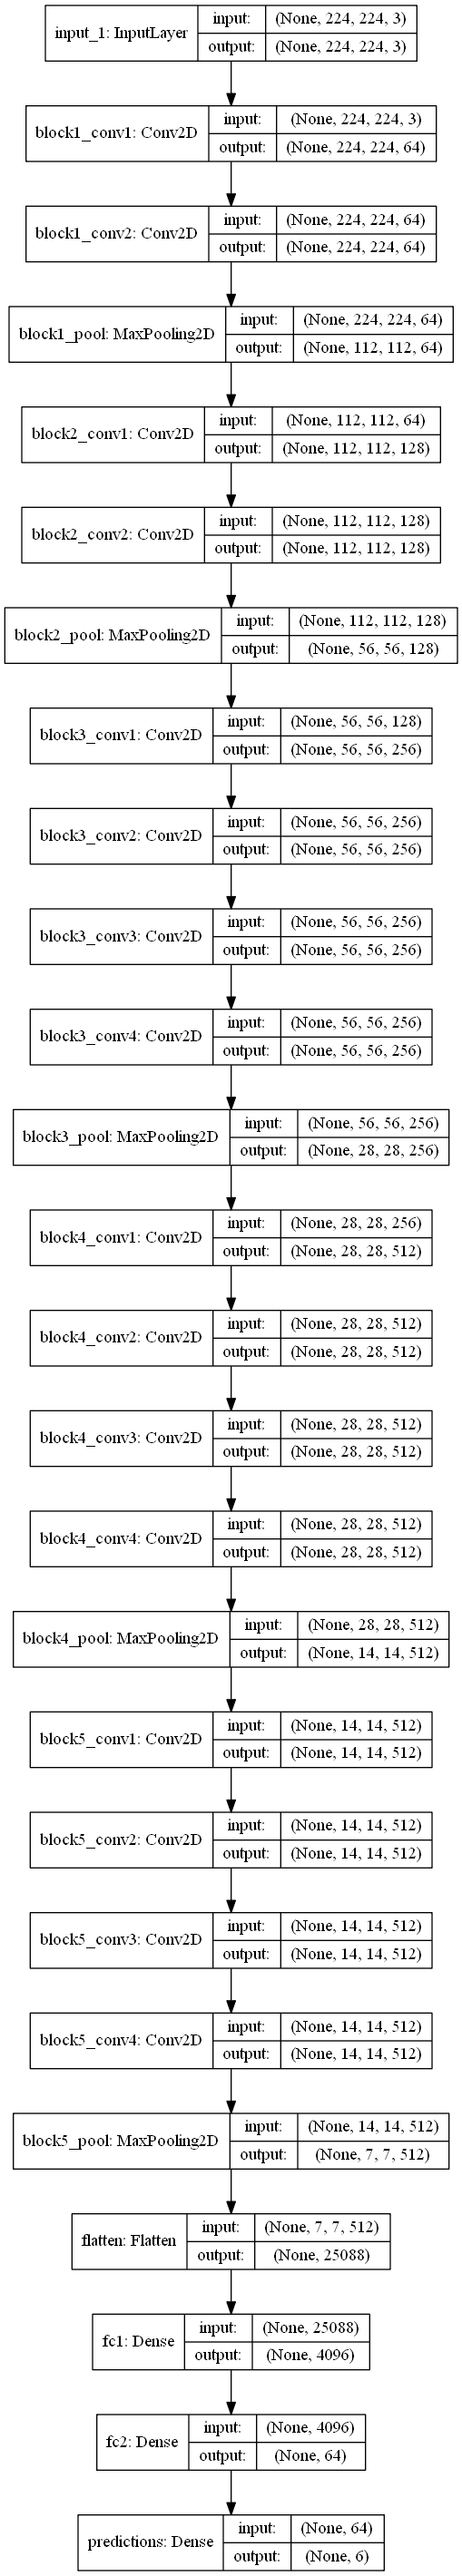 input_1: InputLayer
input: (None, 224, 224, 3)
output: (None, 224, 224, 3)
block1_conv1: Conv2D
input: (None, 224, 224, 3)
output: (None, 224, 224, 64)
block1_conv2: Conv2D
input: (None, 224, 224, 64)
output: (None, 224, 224, 64)
block1_pool: MaxPooling2D
input: (None, 224, 224, 64)
output: (None, 112, 112, 64)
block2_conv1: Conv2D
input: (None, 112, 112, 64)
output: (None, 112, 112, 128)
block2_conv2: Conv2D
input: (None, 112, 112, 128)
output: (None, 112, 112, 128)
block2_pool: MaxPooling2D
input: (None, 112, 112, 128)
output: (None, 56, 56, 128)
block3_conv1: Conv2D
input: (None, 56, 56, 128)
output: (None, 56, 56, 256)
block3_conv2: Conv2D
input: (None, 56, 56, 256)
output: (None, 56, 56, 256)
block3_conv3: Conv2D
input: (None, 56, 56, 256)
output: (None, 56, 56, 256)
block3_conv4: Conv2D
input: (None, 56, 56, 256)
output: (None, 56, 56, 256)
block3_pool: MaxPooling2D
input: (None, 56, 56, 256)
output: (None, 28, 28, 256)
block4_conv1: Conv2D
input: (None, 28, 28, 256)
output: (None, 28, 28, 512)
block4_conv2: Conv2D
input: (None, 28, 28, 512)
output: (None, 28, 28, 512)
block4_conv3: Conv2D
input: (None, 28, 28, 512)
output: (None, 28, 28, 512)
block4_conv4: Conv2D
input: (None, 28, 28, 512)
output: (None, 28, 28, 512)
block4_pool: MaxPooling2D
input: (None, 28, 28, 512)
output: (None, 14, 14, 512)
block5_conv1: Conv2D
input: (None, 14, 14, 512)
output: (None, 14, 14, 512)
block5_conv2: Conv2D
input: (None, 14, 14, 512)
output: (None, 14, 14, 512)
block5_conv3: Conv2D
input: (None, 14, 14, 512)
output: (None, 14, 14, 512)
block5_conv4: Conv2D
input: (None, 14, 14, 512)
output: (None, 14, 14, 512)
block5_pool: MaxPooling2D
input: (None, 14, 14, 512)
output: (None, 7, 7, 512)
flatten: Flatten
input: (None, 7, 7, 512)
output: (None, 25088)
fc1: Dense
input: (None, 25088)
output: (None, 4096)
fc2: Dense
input: (None, 4096)
output: (None, 64)
predictions: Dense
input: (None, 64)
output: (None, 6)